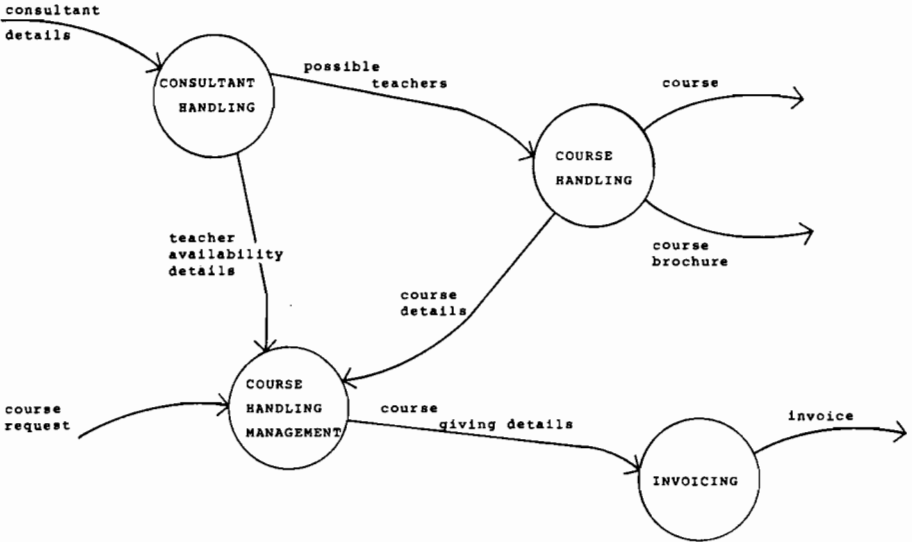 consultant
details
CONSULTANT
HANDLING
possible
teachers
course
COURSE
HANDLING
course
brochure
teacher
availability
details
course
details
course
request
COURSE
HANDLING
MANAGEMENT
course
giving details
invoice
INVOICING